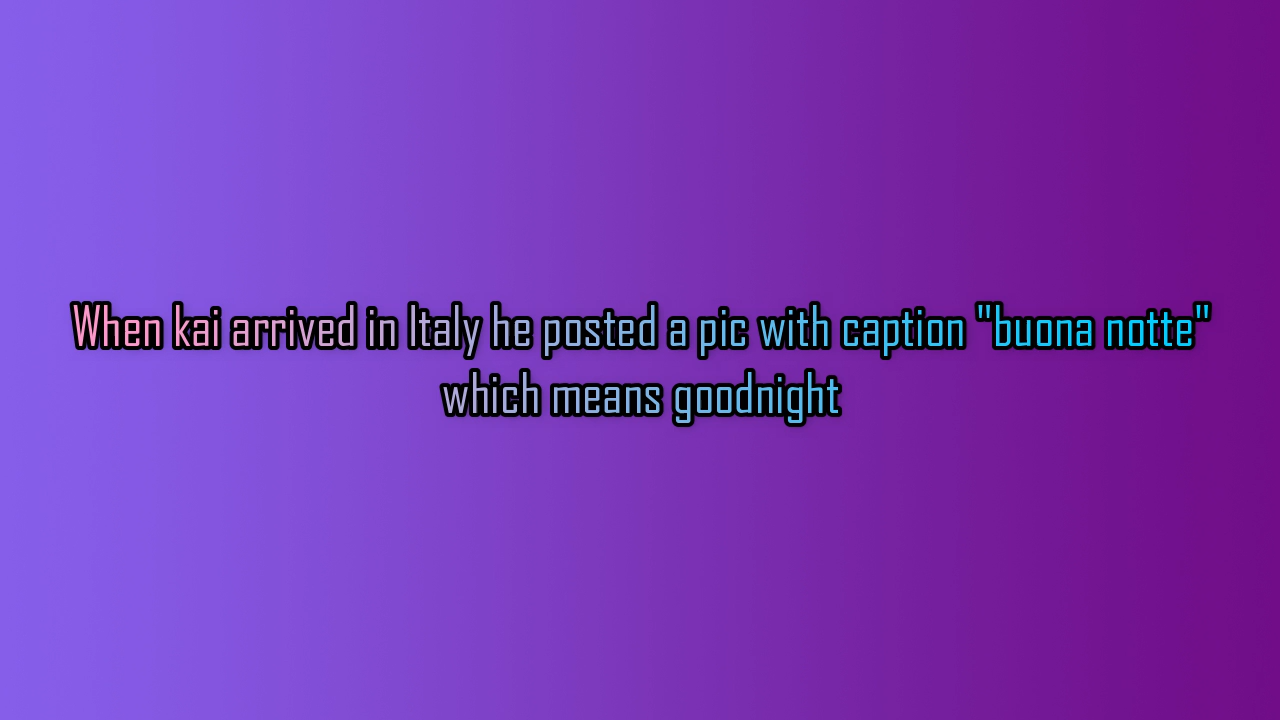 When kai arrived in Italy he posted a pic with caption "buona notte"
which means goodnight